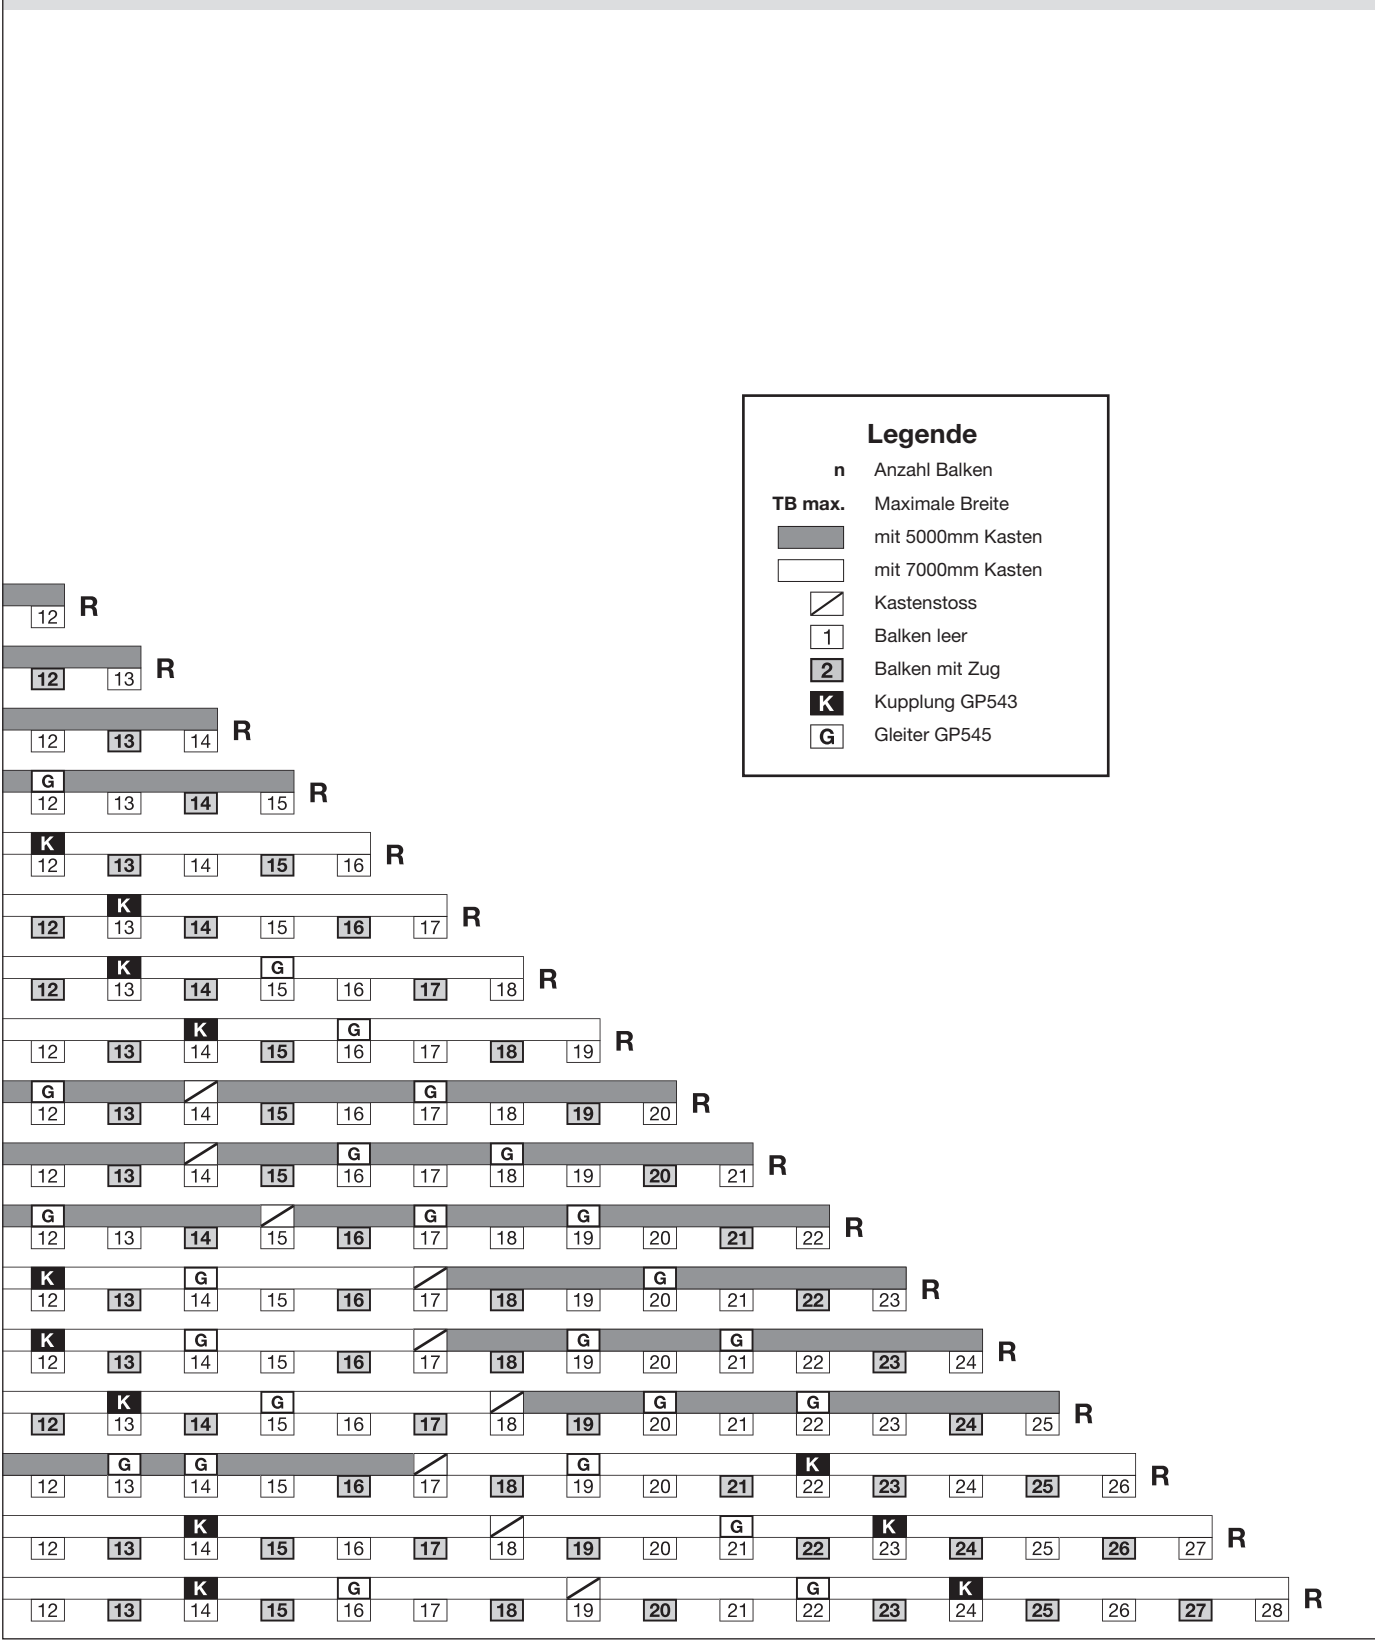 Legende
n Anzahl Balken
TB max. Maximale Breite
mit 5000mm Kasten
mit 7000mm Kasten
Kastenstoss
1 Balken leer
2 Balken mit Zug
K Kupplung GP543
G Gleiter GP545
R
12
R
12 13
R
12 13 14
G R
12 13 14 15
K R
12 13 14 15 16
K R
12 13 14 15 16 17
K G R
12 13 14 15 16 17 18
K G R
12 13 14 15 16 17 18 19
G G R
12 13 14 15 16 17 18 19 20
G G R
12 13 14 15 16 17 18 19 20 21
G G G R
12 13 14 15 16 17 18 19 20 21 22
K G G R
12 13 14 15 16 17 18 19 20 21 22 23
K G G G R
12 13 14 15 16 17 18 19 20 21 22 23 24
K G G G R
12 13 14 15 16 17 18 19 20 21 22 23 24 25
G G G K R
12 13 14 15 16 17 18 19 20 21 22 23 24 25 26
K G K R
12 13 14 15 16 17 18 19 20 21 22 23 24 25 26 27
K G G K R
12 13 14 15 16 17 18 19 20 21 22 23 24 25 26 27 28